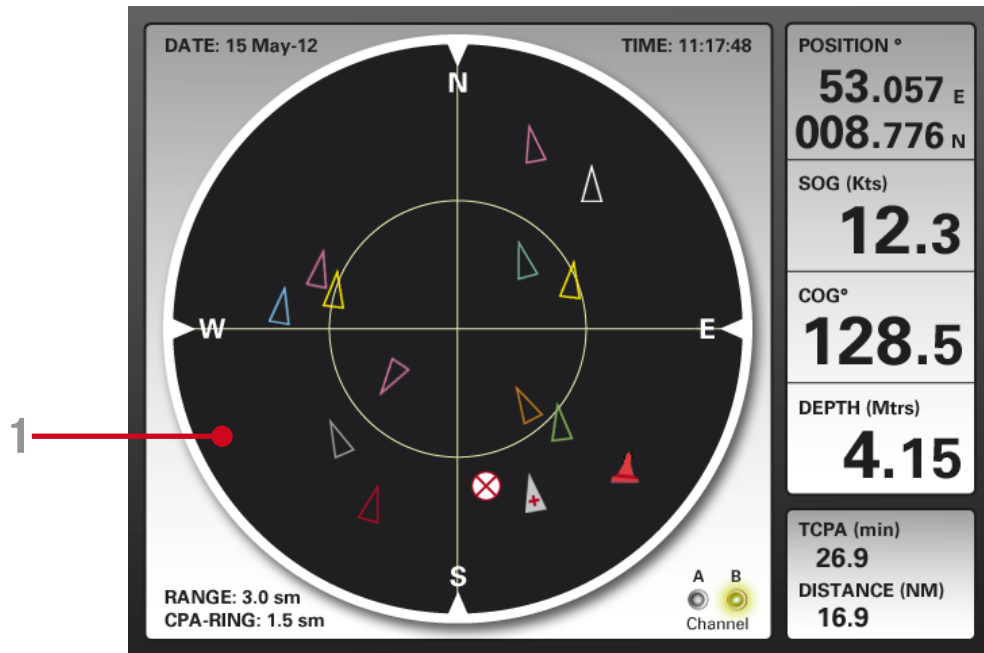 DATE: 15 May-12
TIME: 11:17:48
N
W
E
S
1
RANGE: 3.0 sm
CPA-RING: 1.5 sm
A B
Channel
POSITION °
53.057 E
008.776 N
SOG (Kts)
12.3
COG°
128.5
DEPTH (Mtrs)
4.15
TCPA (min)
26.9
DISTANCE (NM)
16.9